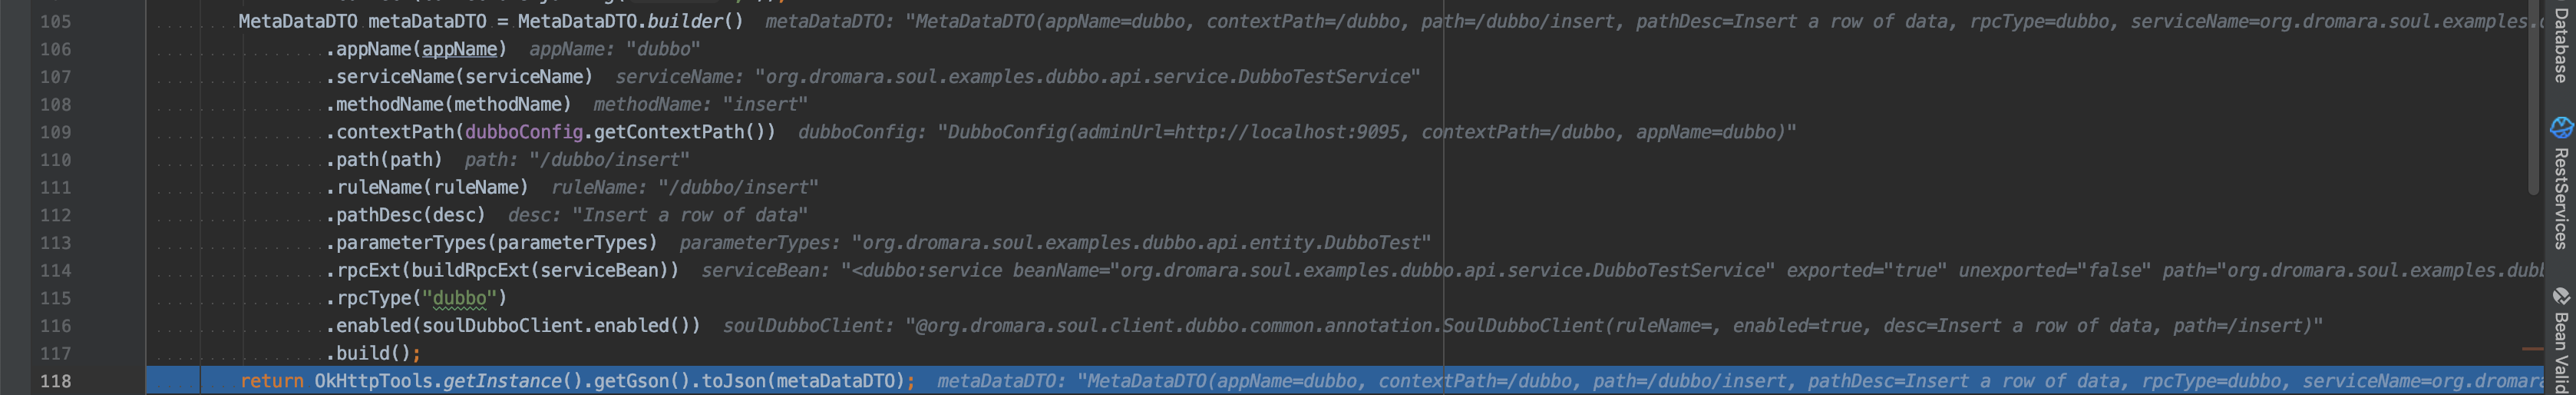 105 MetaDataDTO metaDataDTO = MetaDataDTO.builder() metaDataDTO: "MetaDataDTO(appName=dubbo, contextPath=/dubbo, path=/dubbo/insert, pathDesc=Insert a row of data, rpcType=dubbo, serviceName=org.dromara.soul.examples.
106 .appName(appName) appName: "dubbo"
107 .serviceName(serviceName) serviceName: "org.dromara.soul.examples.dubbo.api.service.DubboTestService"
108 .methodName(methodName) methodName: "insert"
109 .contextPath(dubboConfig.getContextPath()) dubboConfig: "DubboConfig(adminUrl=http://localhost:9095, contextPath=/dubbo, appName=dubbo)"
110 .path(path) path: "/dubbo/insert"
111 .ruleName(ruleName) ruleName: "/dubbo/insert"
112 .pathDesc(desc) desc: "Insert a row of data"
113 .parameterTypes(parameterTypes) parameterTypes: "org.dromara.soul.examples.dubbo.api.entity.DubboTest"
114 .rpcExt(buildRpcExt(serviceBean)) serviceBean: "<dubbo:service beanName="org.dromara.soul.examples.dubbo.api.service.DubboTestService" exported="true" unexported="false" path="org.dromara.soul.examples.dubb
115 .rpcType("dubbo")
116 .enabled(soulDubboClient.enabled()) soulDubboClient: "@org.dromara.soul.client.dubbo.common.annotation.SoulDubboClient(ruleName=, enabled=true, desc=Insert a row of data, path=/insert)"
117 .build();
118 return OkHttpTools.getInstance().getGson().toJson(metaDataDTO); metaDataDTO: "MetaDataDTO(appName=dubbo, contextPath=/dubbo, path=/dubbo/insert, pathDesc=Insert a row of data, rpcType=dubbo, serviceName=org.dromara
Database
RestServices
Bean Valid